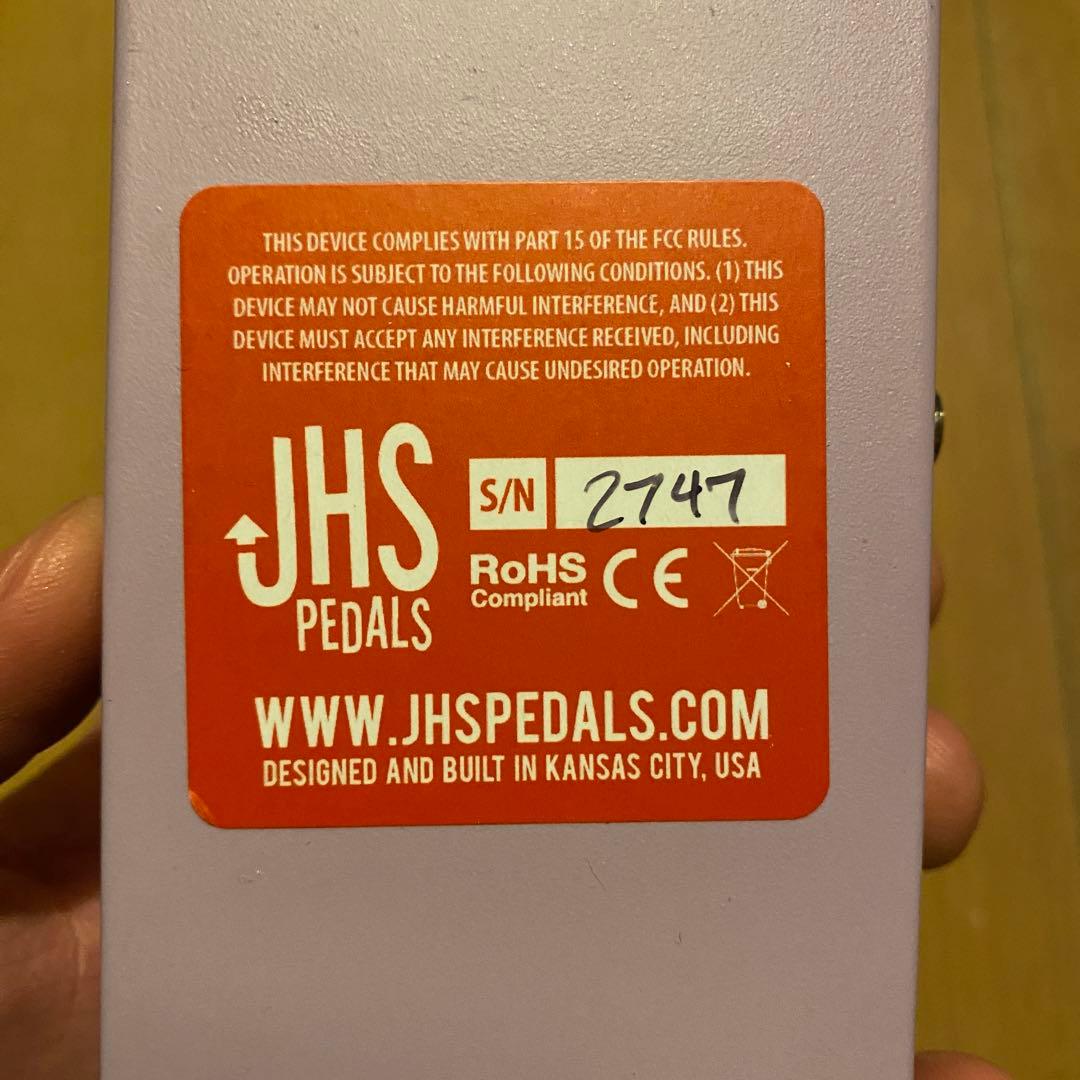 THIS DEVICE COMPLIES WITH PART 15 OF THE FCC RULES.
OPERATION IS SUBJECT TO THE FOLLOWING CONDITIONS. (1) THIS
DEVICE MAY NOT CAUSE HARMFUL INTERFERENCE, AND (2) THIS
DEVICE MUST ACCEPT ANY INTERFERENCE RECEIVED, INCLUDING
INTERFERENCE THAT MAY CAUSE UNDESIRED OPERATION.
JHS
PEDALS
S/N 2747
RoHS
Compliant
CE
WWW.JHSPEDALS.COM
DESIGNED AND BUILT IN KANSAS CITY, USA